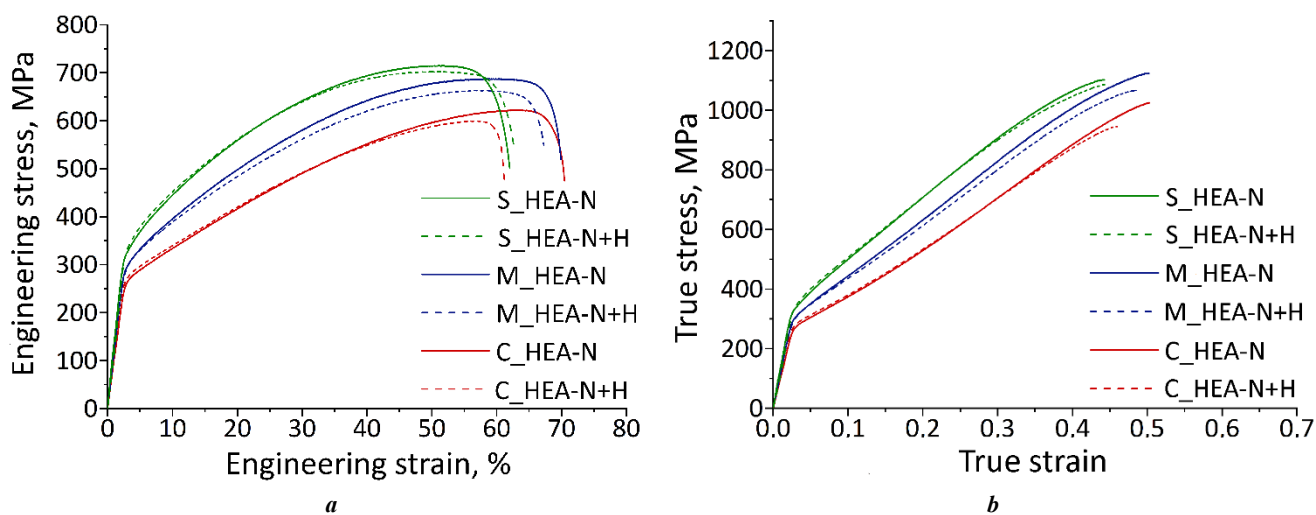 Engineering stress, MPa
800
700
600
500
400
300
200
100
0
S_HEA-N
S_HEA-N+H
M_HEA-N
M_HEA-N+H
C_HEA-N
C_HEA-N+H
0 10 20 30 40 50 60 70 80
Engineering strain, %
a
True stress, MPa
1200
1000
800
600
400
200
0
S_HEA-N
S_HEA-N+H
M_HEA-N
M_HEA-N+H
C_HEA-N
C_HEA-N+H
0.0 0.1 0.2 0.3 0.4 0.5 0.6 0.7
True strain
b